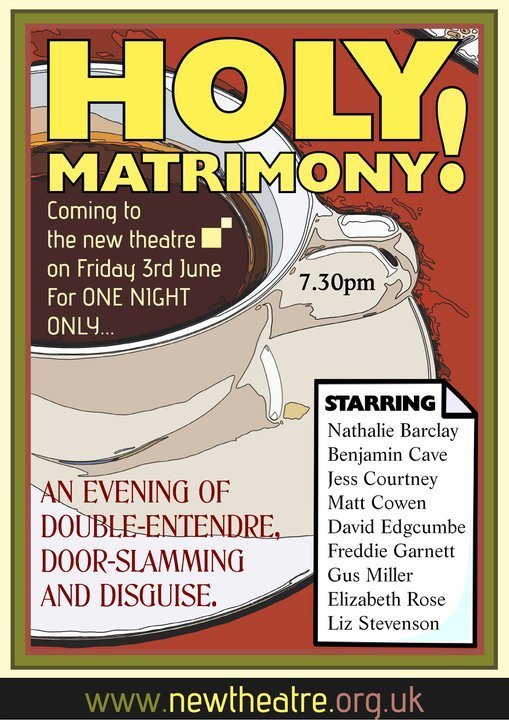 HOLY
MATRIMONY!
Coming to
the new theatre
on Friday 3rd June
For ONE NIGHT
ONLY...
7.30pm
STARRING
Nathalie Barclay
Benjamin Cave
Jess Courtney
Matt Cowen
David Edgcumbe
Freddie Garnett
Gus Miller
Elizabeth Rose
Liz Stevenson
AN EVENING OF
DOUBLE-ENTENDRE,
DOOR-SLAMMING
AND DISGUISE.
www.newtheatre.org.uk